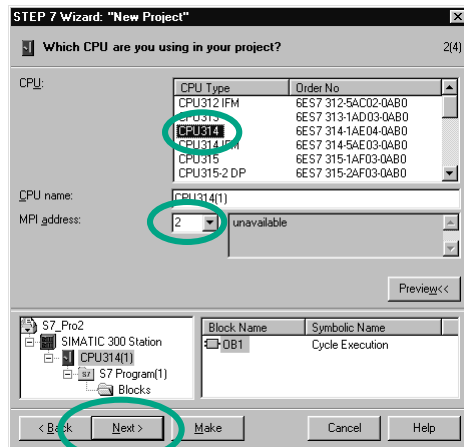 STEP 7 Wizard: "New Project"
Which CPU are you using in your project? 2(4)
CPU:
CPU Type Order No
CPU312 IFM 6ES7 312-5AC02-0AB0
CPU313 6ES7 313-1AD03-0AB0
CPU314 6ES7 314-1AE04-0AB0
CPU314 IFM 6ES7 314-5AE03-0AB0
CPU315 6ES7 315-1AF03-0AB0
CPU315-2 DP 6ES7 315-2AF03-0AB0
CPU name: CPU314(1)
MPI address: 2 unavailable
Preview<<
S7_Pro2
SIMATIC 300 Station
CPU314(1)
S7 Program(1)
Blocks
Block Name Symbolic Name
OB1 Cycle Execution
< Back Next > Make Cancel Help